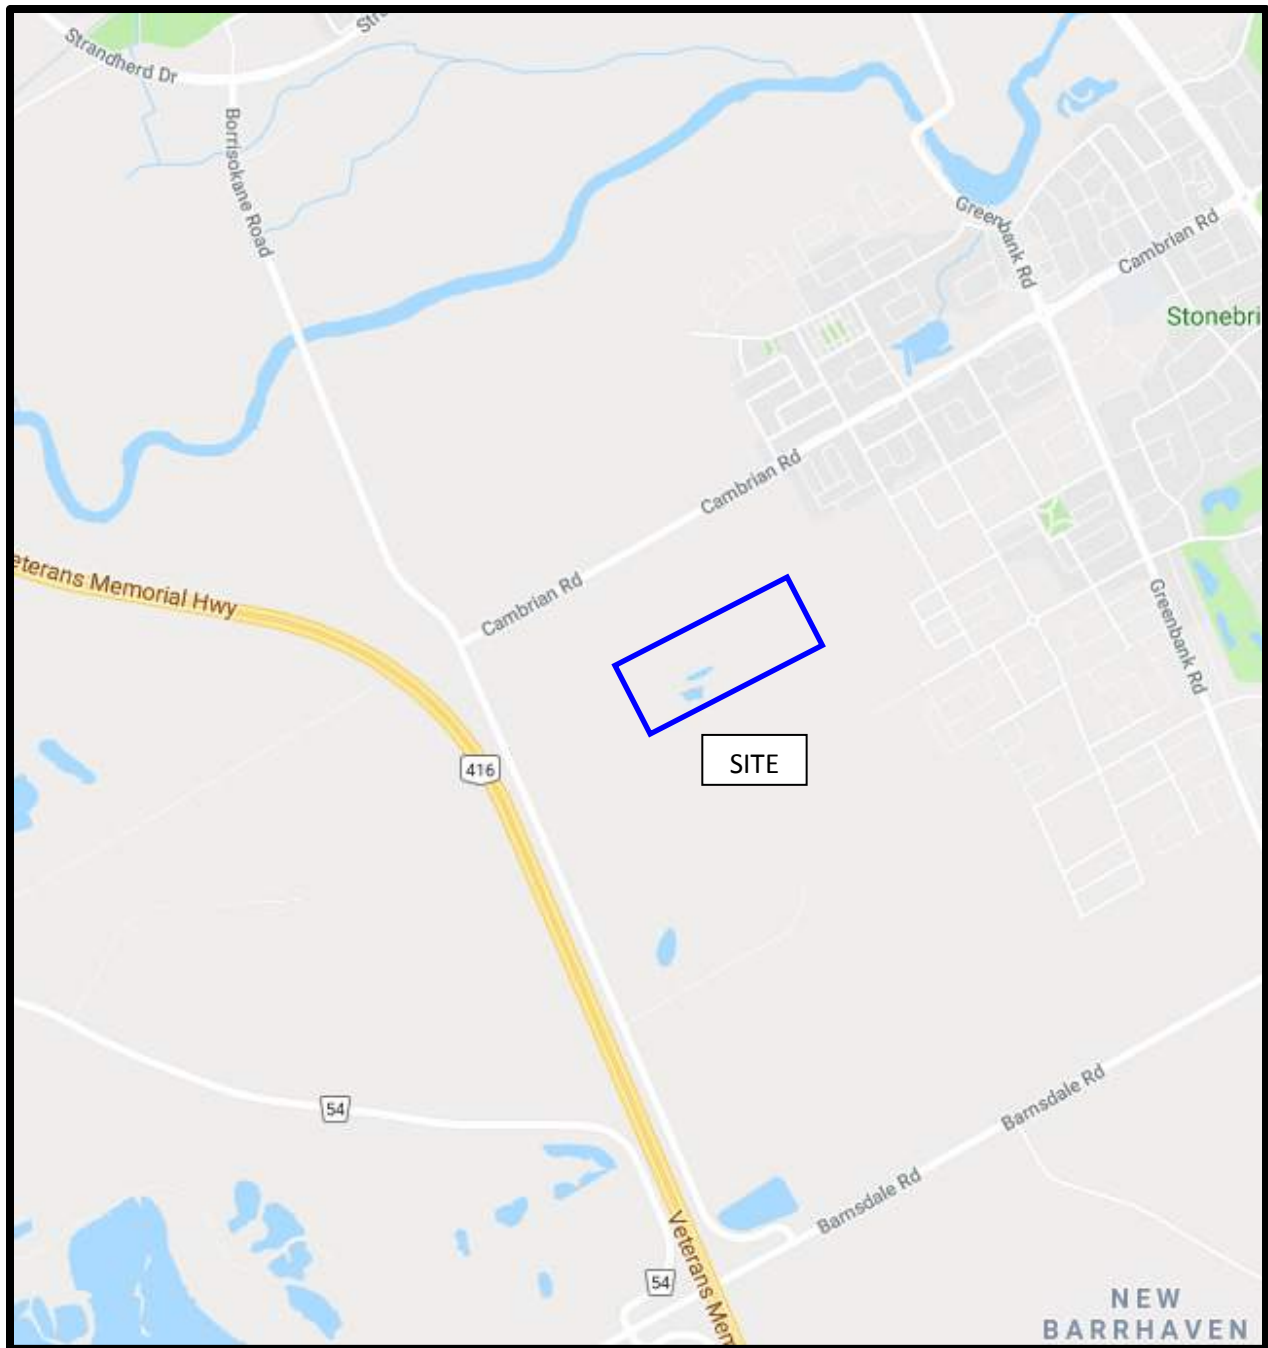 Strandherd Dr
Str
Borrisokane Road
Greenbank Rd
Cambrian Rd
Stonebri
Cambrian Rd
eterans Memorial Hwy
Cambrian Rd
Greenbank Rd
416
SITE
54
Barnsdale Rd
Barnsdale Rd
Veterans Mem
54
NEW
BARRHAVEN